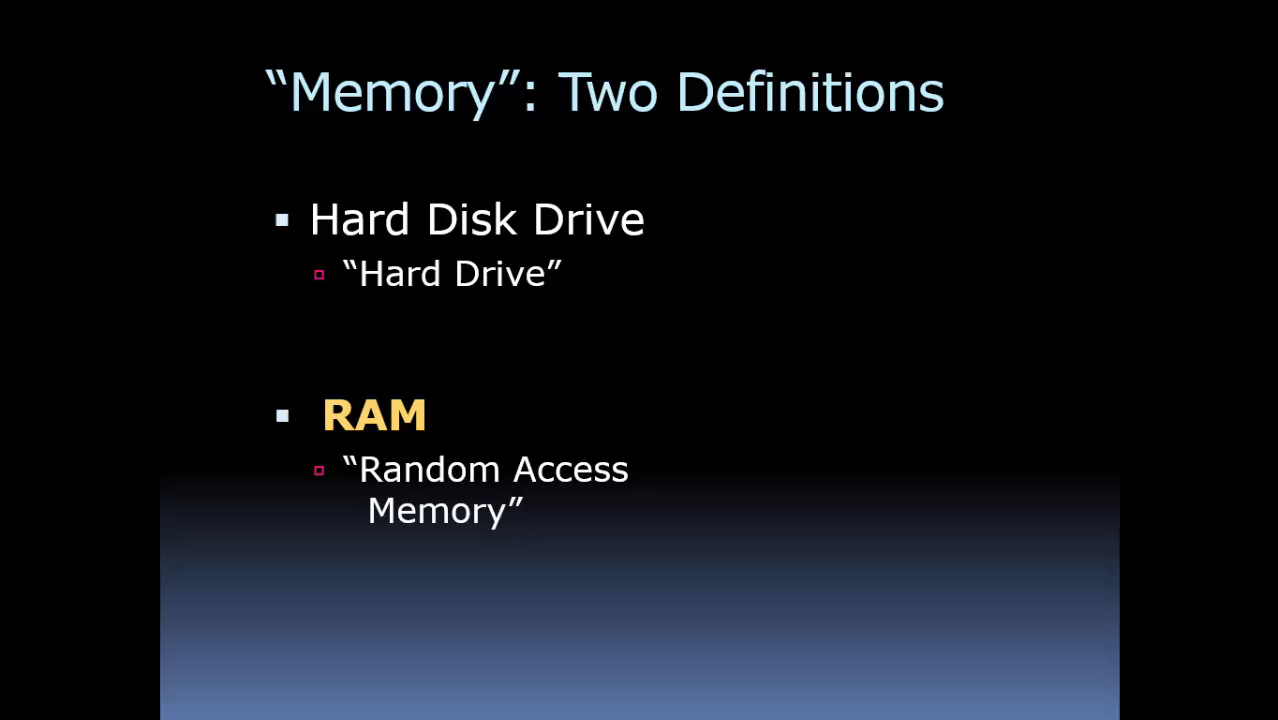 “Memory”: Two Definitions
Hard Disk Drive
“Hard Drive”
RAM
“Random Access
Memory”